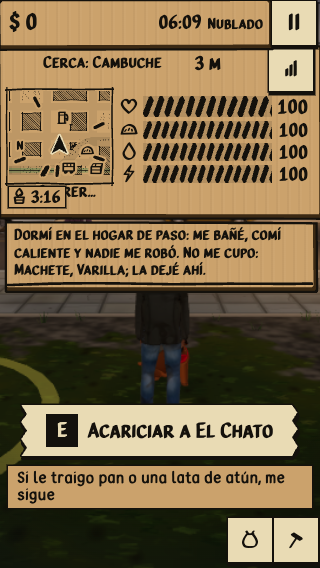 $ 0
06:09 Nublado
Cerca: Cambuche 3 m
100
100
100
100
N
3:16
rer...
Dormí en el hogar de paso: me bañé, comí
caliente y nadie me robó. No me cupo:
Machete, Varilla; la dejé ahí.
E Acariciar a El Chato
Si le traigo pan o una lata de atún, me
sigue